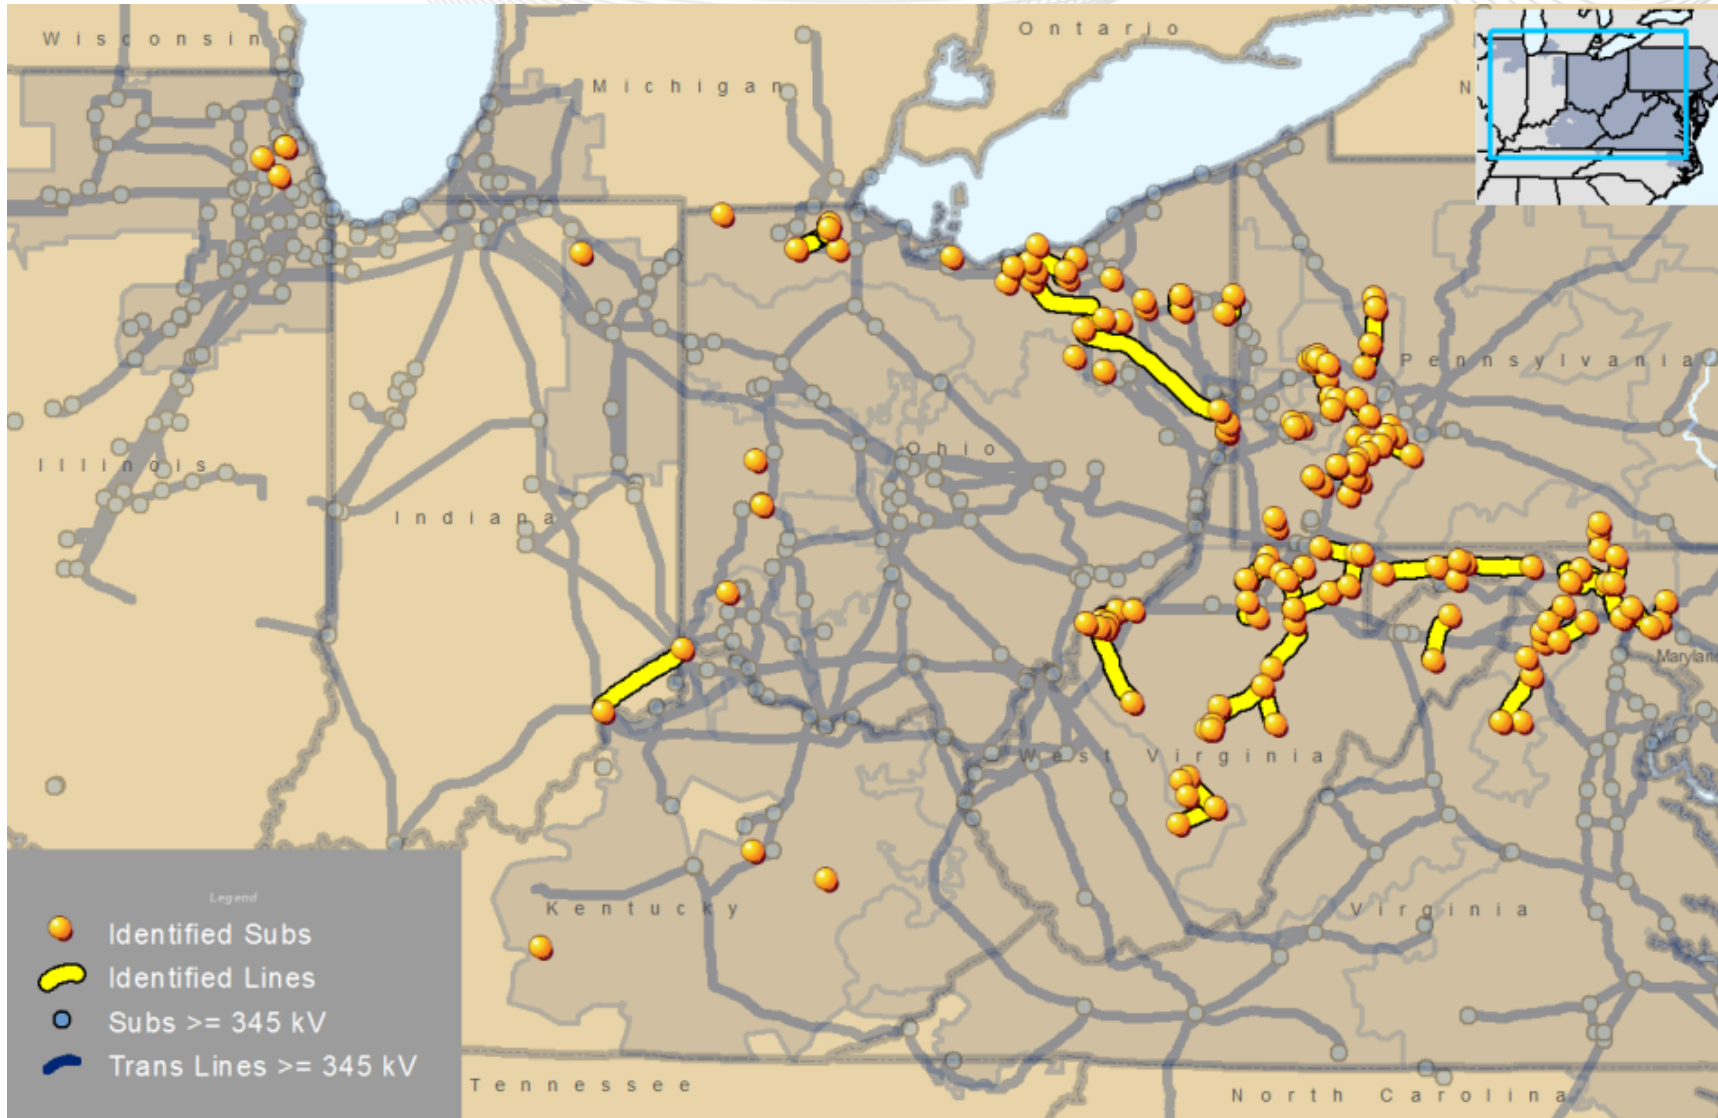 Wisconsin
Ontario
Michigan
N
Pennsylvania
Ohio
Illinois
Indiana
Maryland
West Virginia
Kentucky
Virginia
Tennessee
North Carolina
Legend
Identified Subs
Identified Lines
Subs >= 345 kV
Trans Lines >= 345 kV